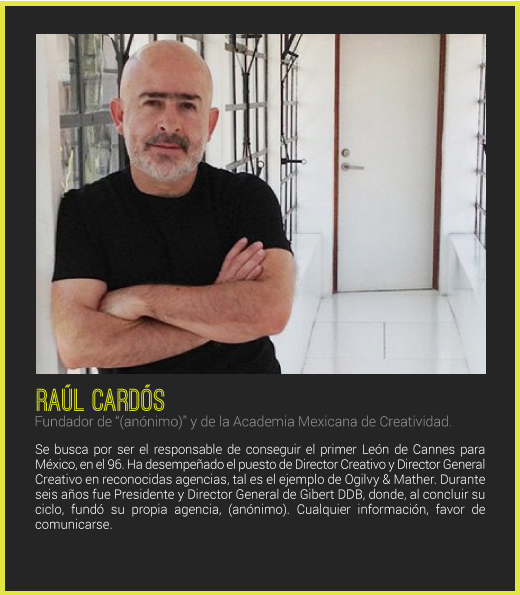 RAÚL CARDÓS
Fundador de “(anónimo)” y de la Academia Mexicana de Creatividad.
Se busca por ser el responsable de conseguir el primer León de Cannes para
México, en el 96. Ha desempeñado el puesto de Director Creativo y Director General
Creativo en reconocidas agencias, tal es el ejemplo de Ogilvy & Mather. Durante
seis años fue Presidente y Director General de Gibert DDB, donde, al concluir su
ciclo, fundó su propia agencia, (anónimo). Cualquier información, favor de
comunicarse.